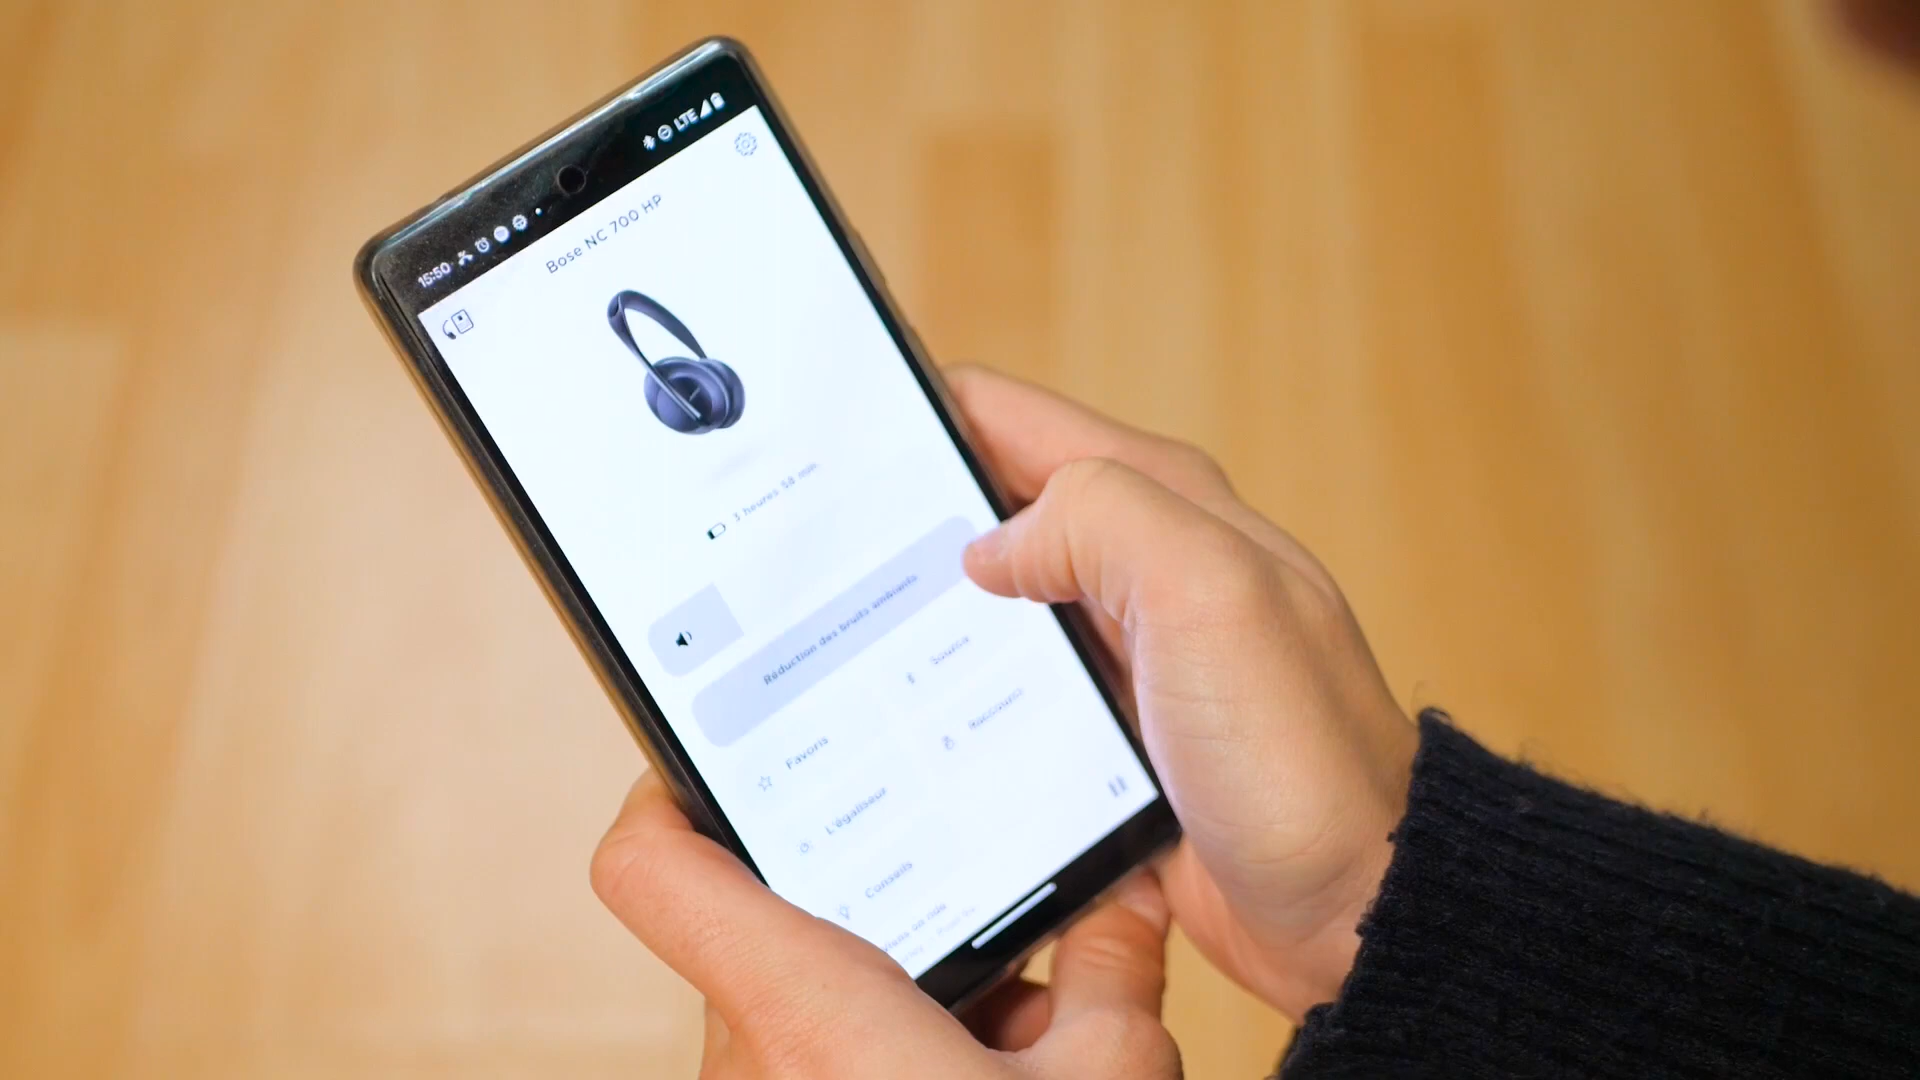 15:50
LTE
Bose NC 700 HP
3 heures 58 min.
Réduction des bruits ambiants
Source
Favoris
Raccourci
L'égaliseur
Conseils